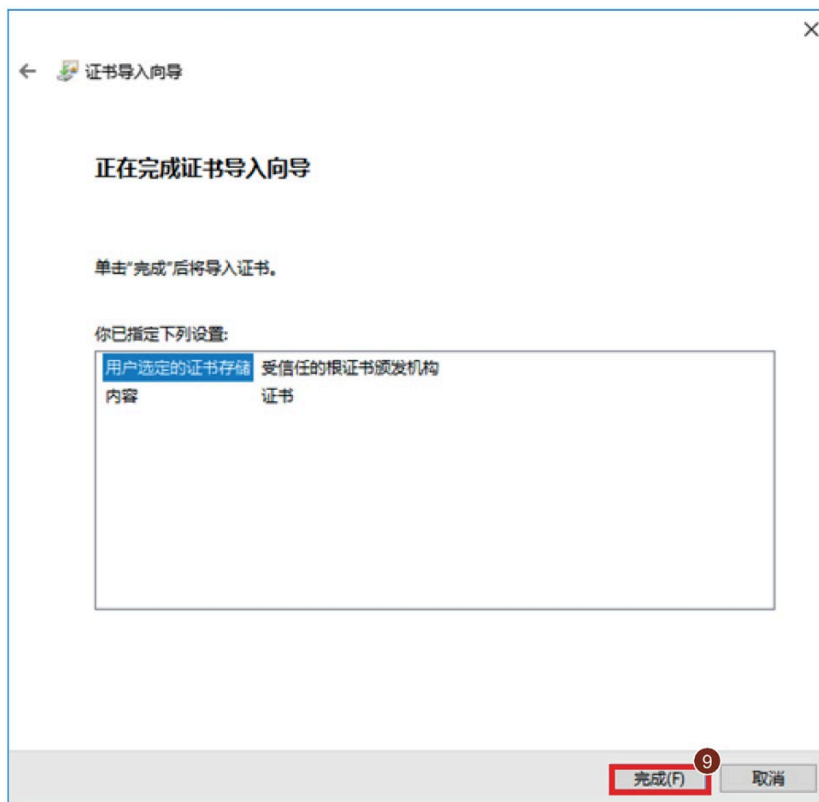 证书导入向导
正在完成证书导入向导
单击"完成"后将导入证书。
你已指定下列设置:
用户选定的证书存储 受信任的根证书颁发机构
内容 证书
9
完成(F) 取消